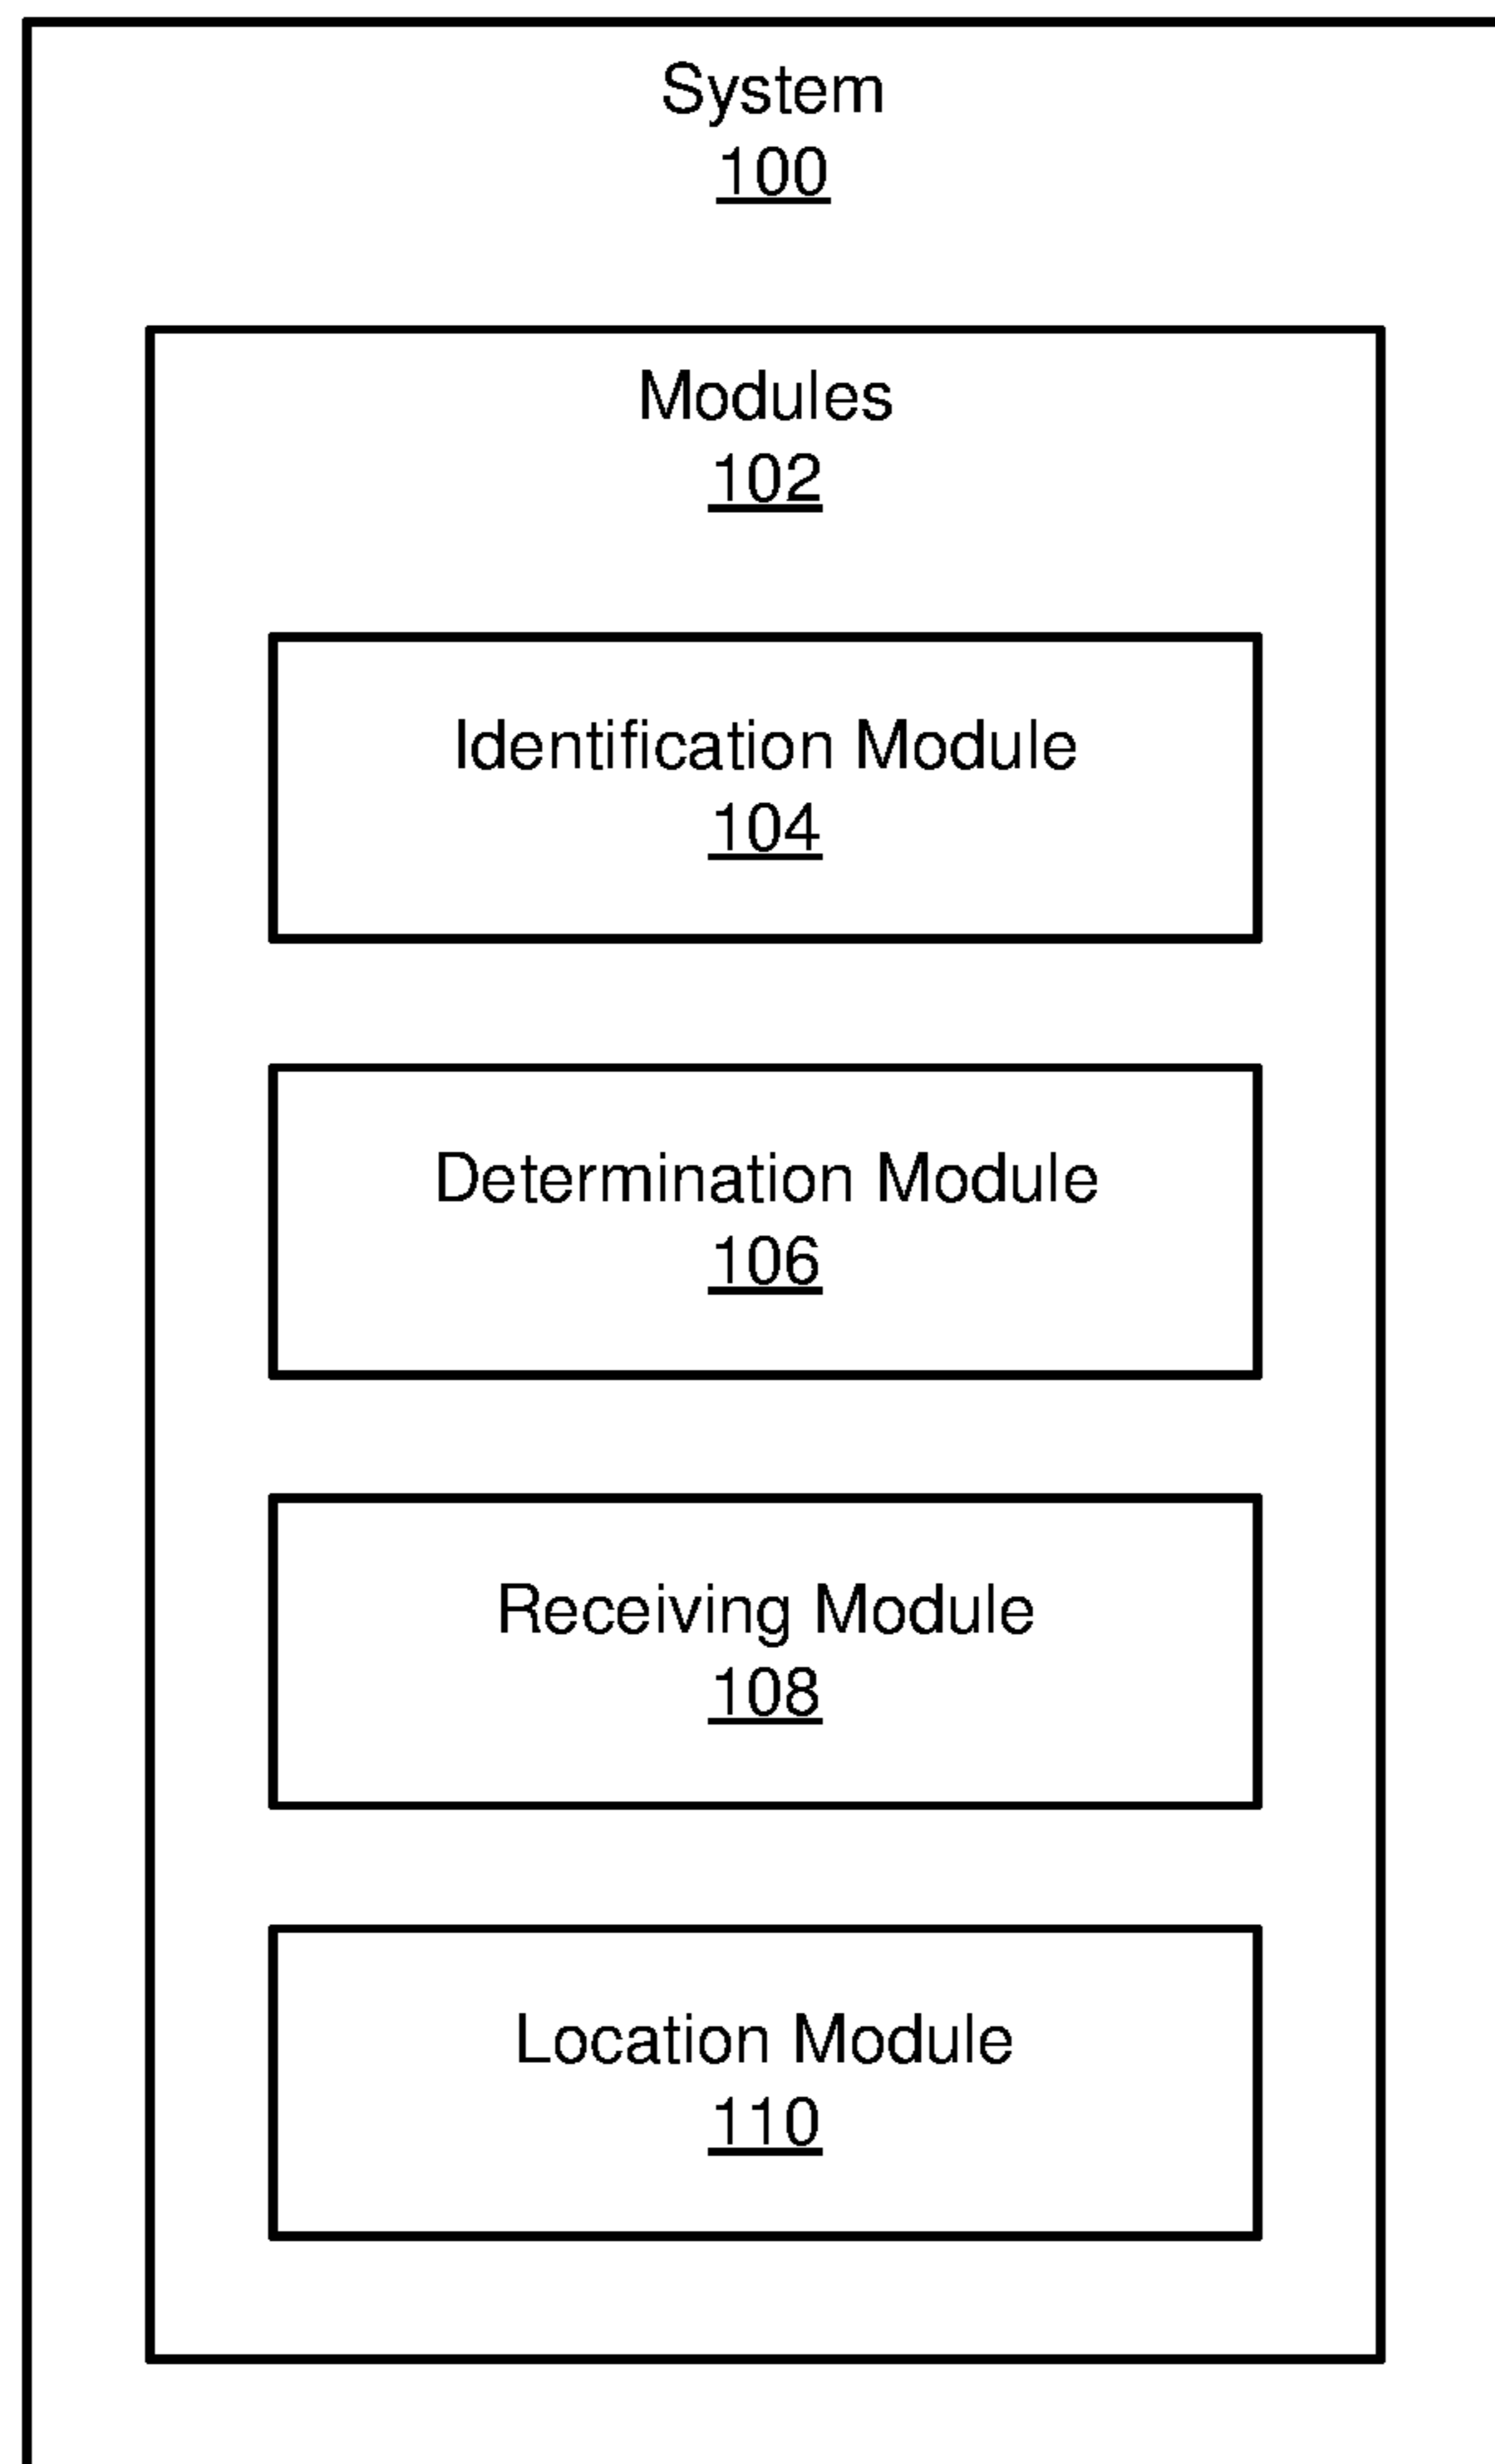 System
100
Modules
102
Identification Module
104
Determination Module
106
Receiving Module
108
Location Module
110